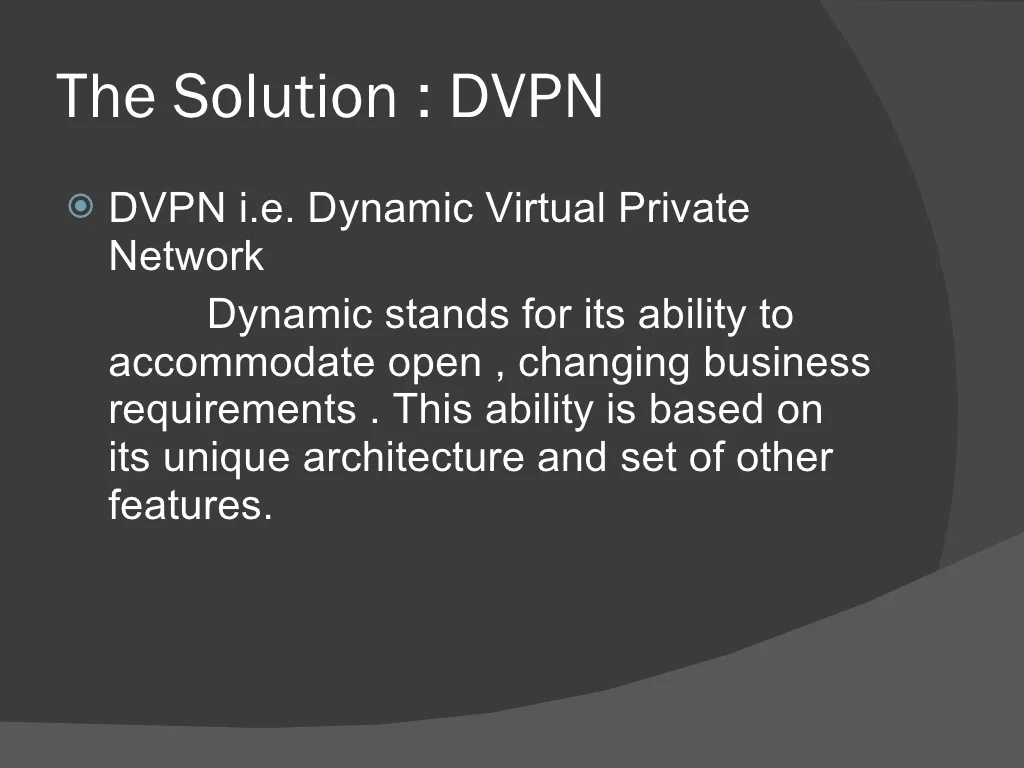 The Solution : DVPN
DVPN i.e. Dynamic Virtual Private
Network
Dynamic stands for its ability to
accommodate open , changing business
requirements . This ability is based on
its unique architecture and set of other
features.